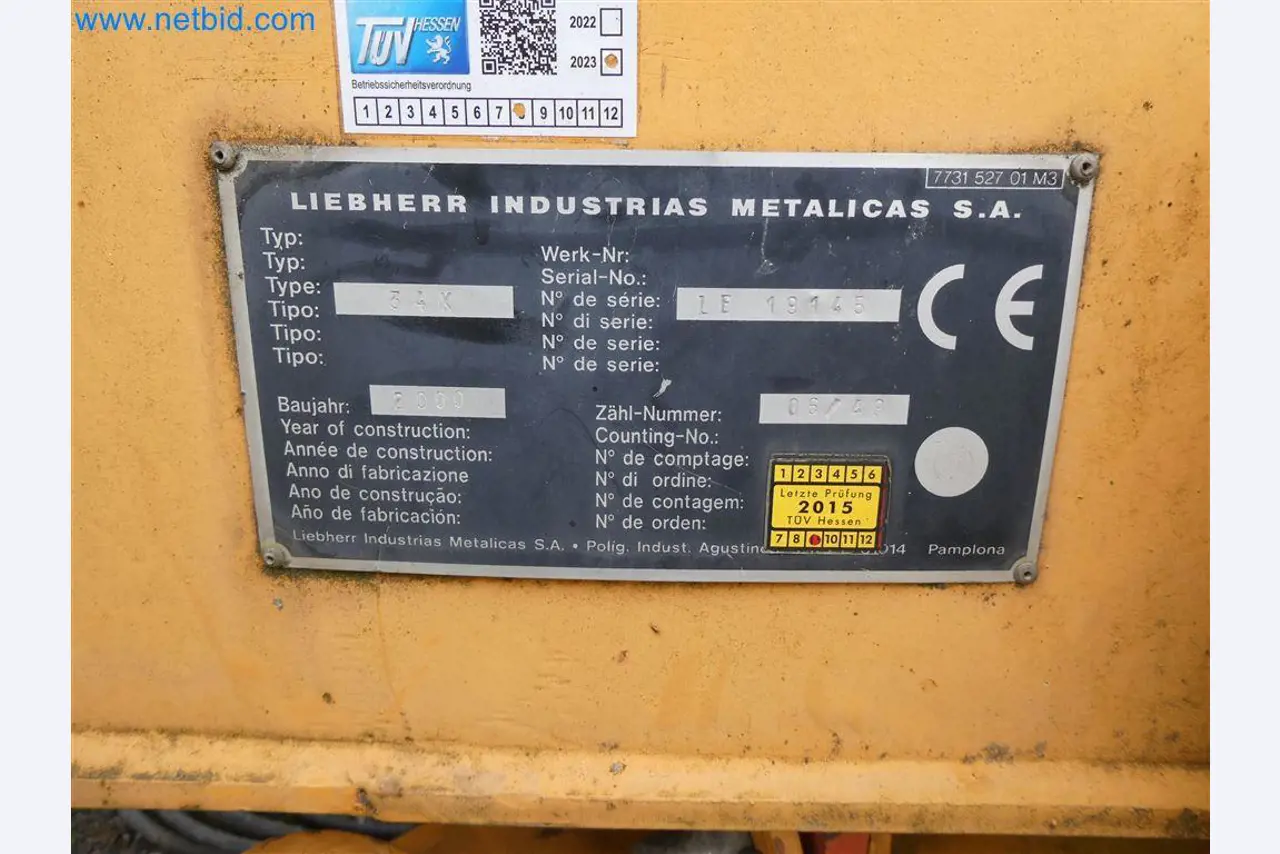 www.netbid.com
TÜV HESSEN
2022
2023
Betriebssicherheitsverordnung
1 2 3 4 5 6 7 9 10 11 12
7731 527 01 M3
LIEBHERR INDUSTRIAS METALICAS S.A.
Typ:
Typ:
Type:
Tipo:
Tipo:
Tipo:
34K
Werk-Nr:
Serial-No.:
N° de série:
N° di serie:
N° de serie:
N° de serie:
19145
CE
Baujahr:
Year of construction:
Année de construction:
Anno di fabricazione
Ano de construção:
Año de fabricación:
2000
Zähl-Nummer:
Counting-No.:
N° de comptage:
N° di ordine:
N° de contagem:
N° de orden:
1 2 3 4 5 6
Letzte Prüfung
2015
TÜV Hessen
7 8 10 11 12
Liebherr Industrias Metalicas S.A. • Polig. Indust. Pamplona